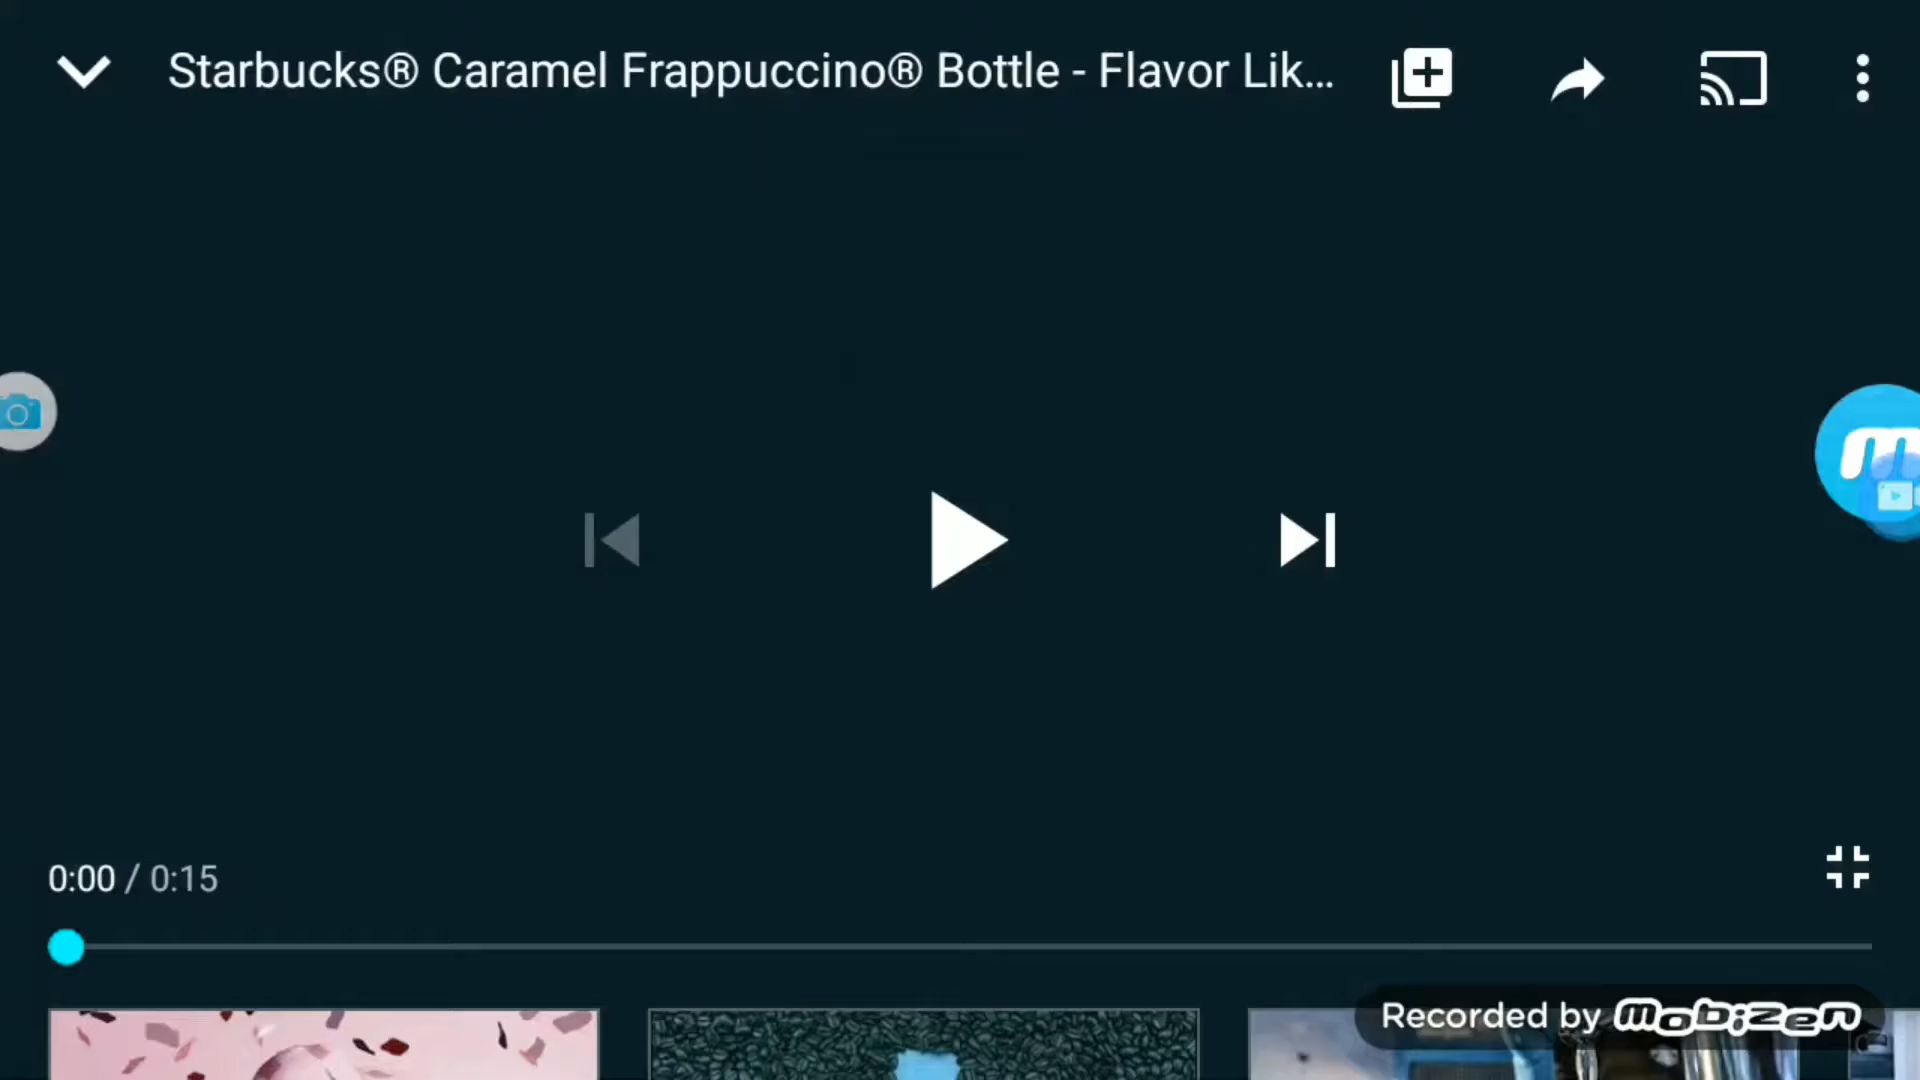 Starbucks® Caramel Frappuccino® Bottle - Flavor Lik...
0:00 / 0:15
Recorded by mobizen